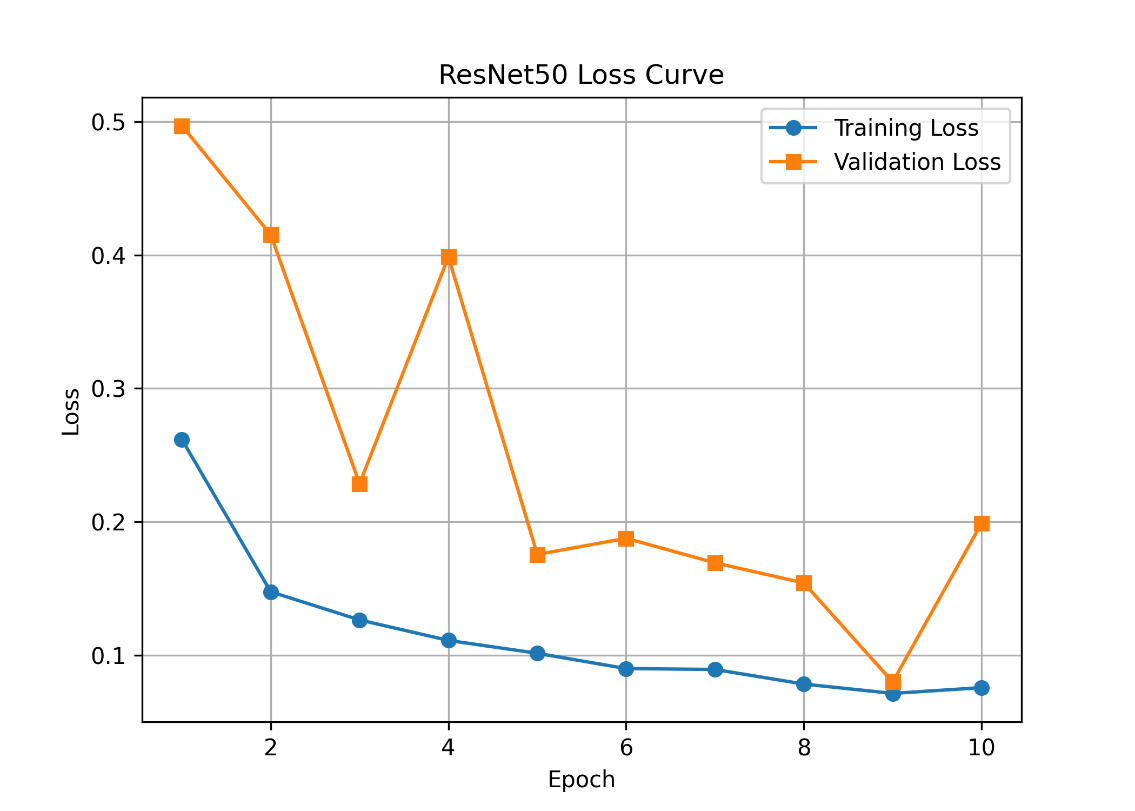 ResNet50 Loss Curve
Training Loss
Validation Loss
0.5
0.4
0.3
0.2
0.1
Loss
2 4 6 8 10
Epoch